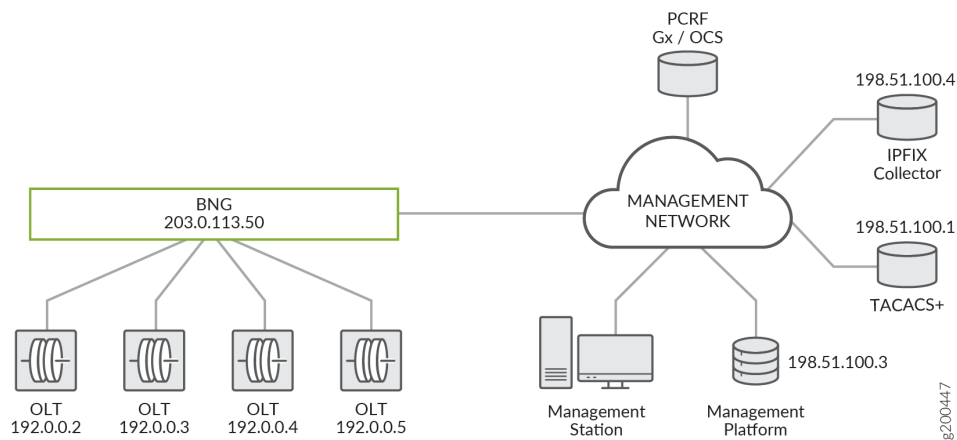 PCRF
Gx / OCS
198.51.100.4
IPFIX
Collector
MANAGEMENT
NETWORK
BNG
203.0.113.50
198.51.100.1
TACACS+
198.51.100.3
OLT
192.0.0.2
OLT
192.0.0.3
OLT
192.0.0.4
OLT
192.0.0.5
Management
Station
Management
Platform
g200447